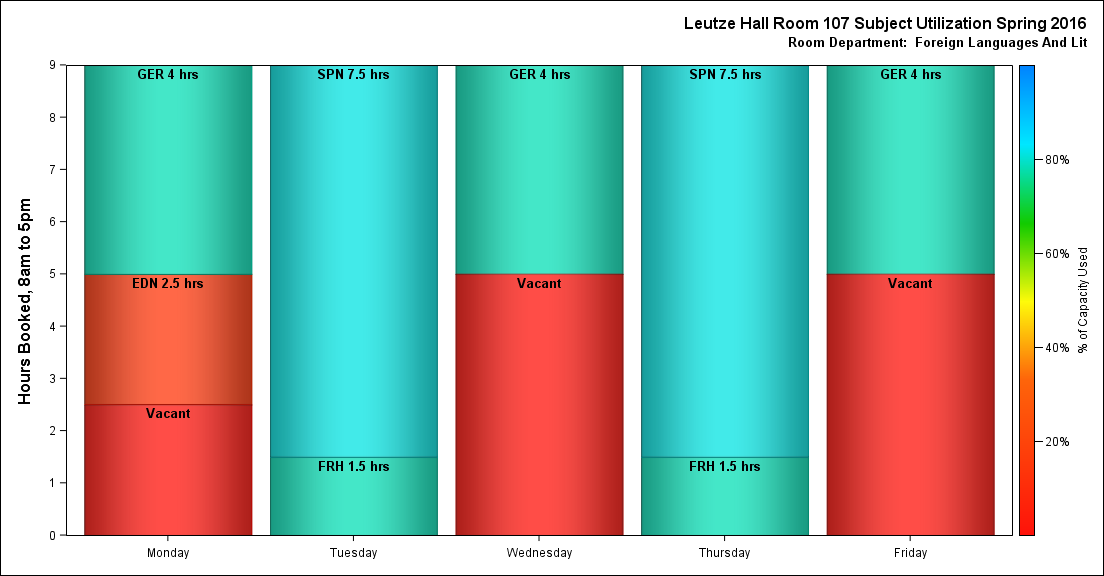 Leutze Hall Room 107 Subject Utilization Spring 2016
Room Department: Foreign Languages And Lit
Hours Booked, 8am to 5pm
9
8
7
6
5
4
3
2
1
0
GER 4 hrs
EDN 2.5 hrs
Vacant
SPN 7.5 hrs
FRH 1.5 hrs
GER 4 hrs
Vacant
SPN 7.5 hrs
FRH 1.5 hrs
GER 4 hrs
Vacant
Monday
Tuesday
Wednesday
Thursday
Friday
80%
60%
40%
20%
% of Capacity Used